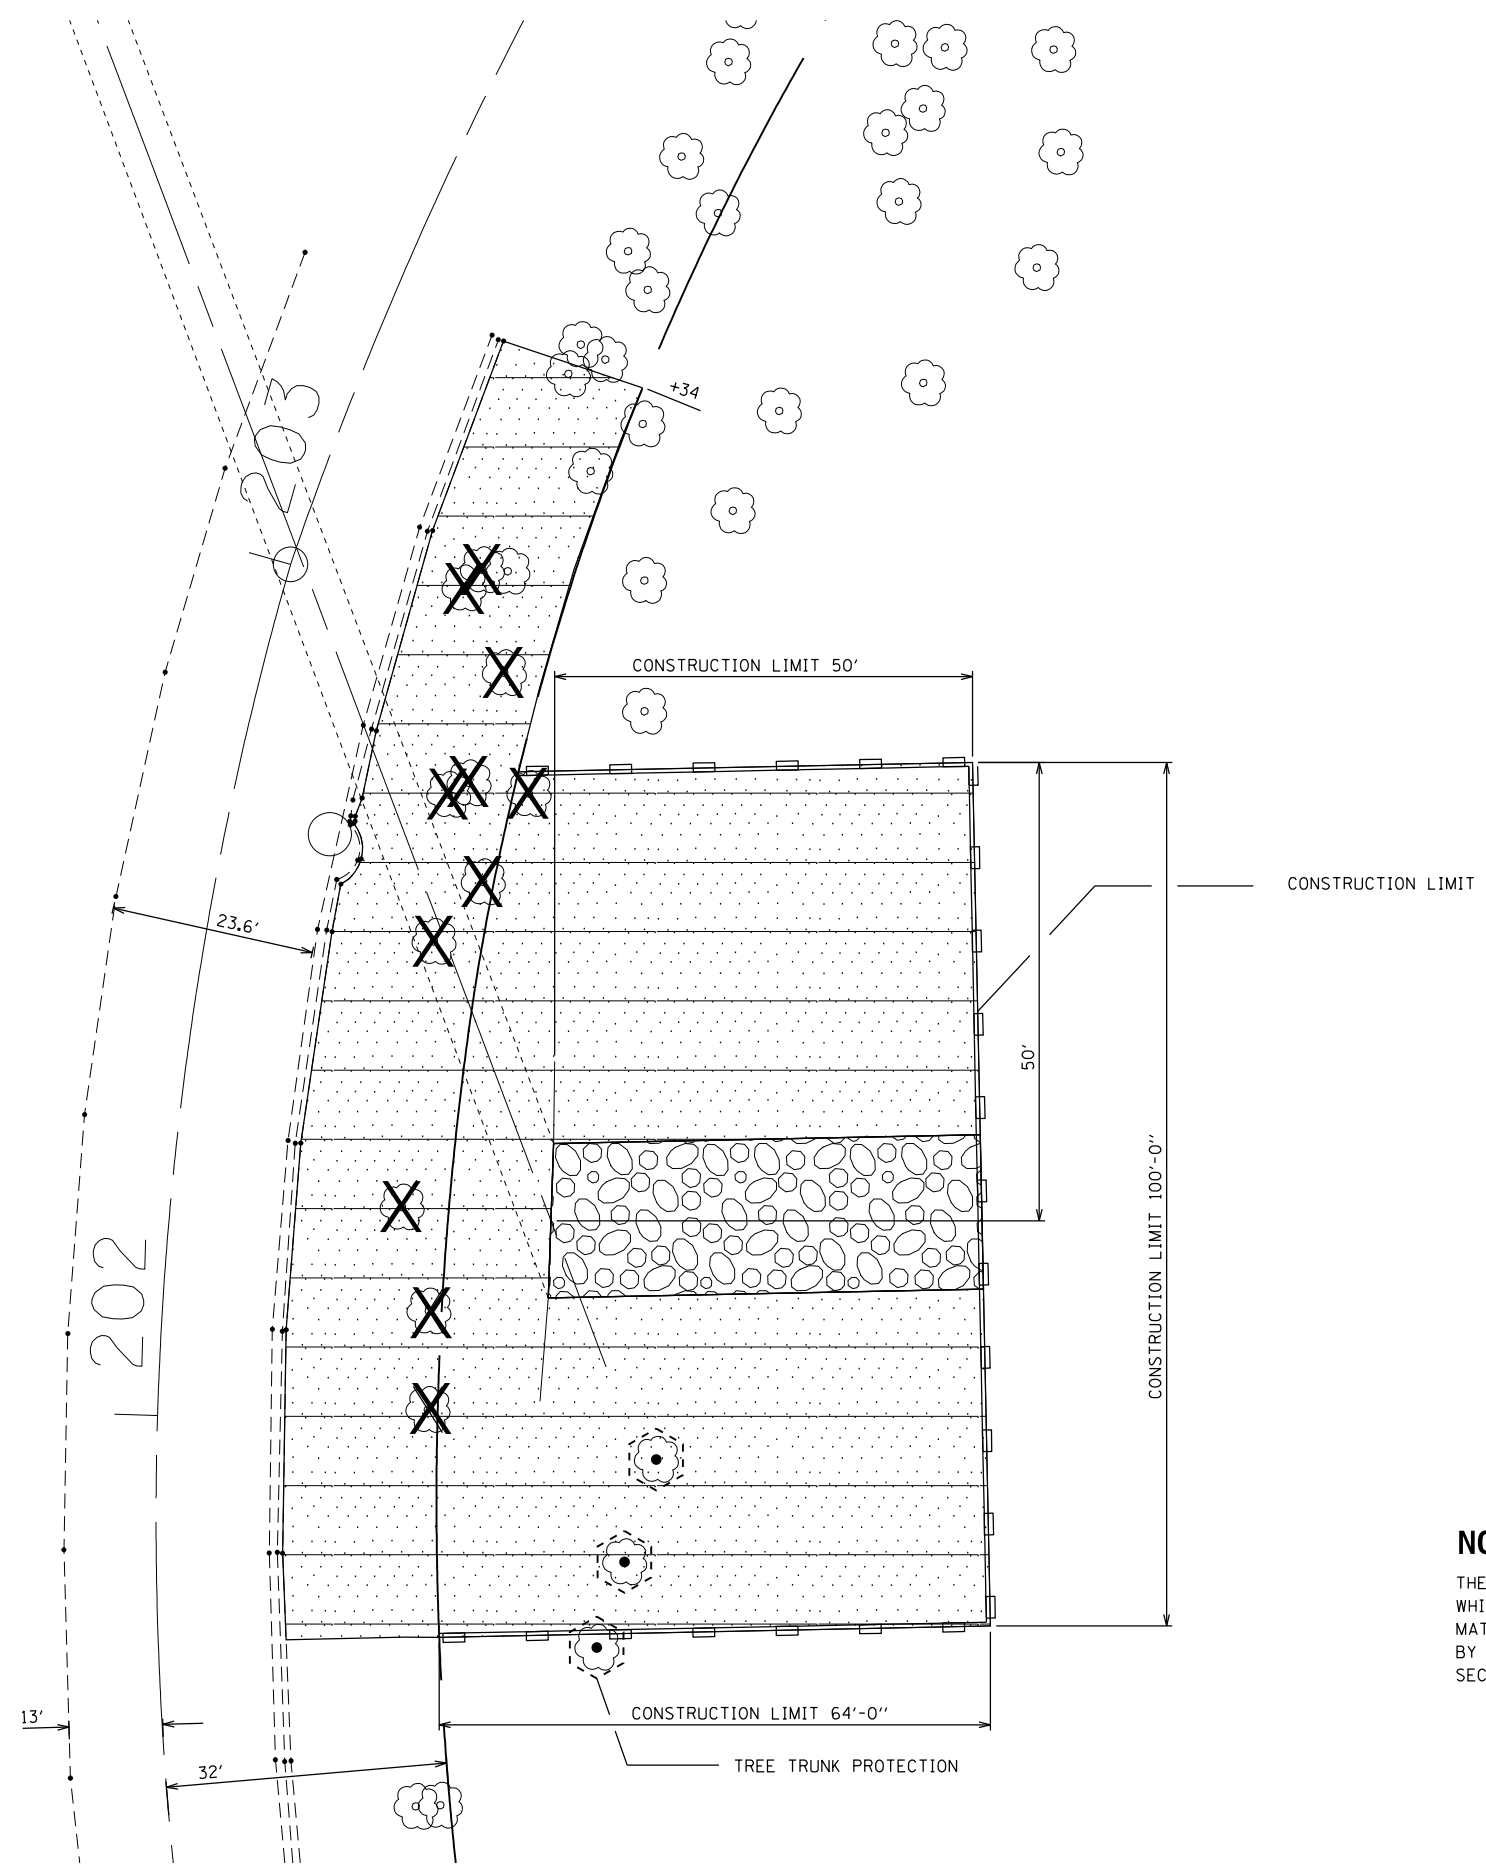 +34
203
CONSTRUCTION LIMIT 50'
CONSTRUCTION LIMIT
23.6'
50'
CONSTRUCTION LIMIT 100'-0''
202
NO
THE
WHI
MAT
BY
SEC
13'
CONSTRUCTION LIMIT 64'-0''
32'
TREE TRUNK PROTECTION